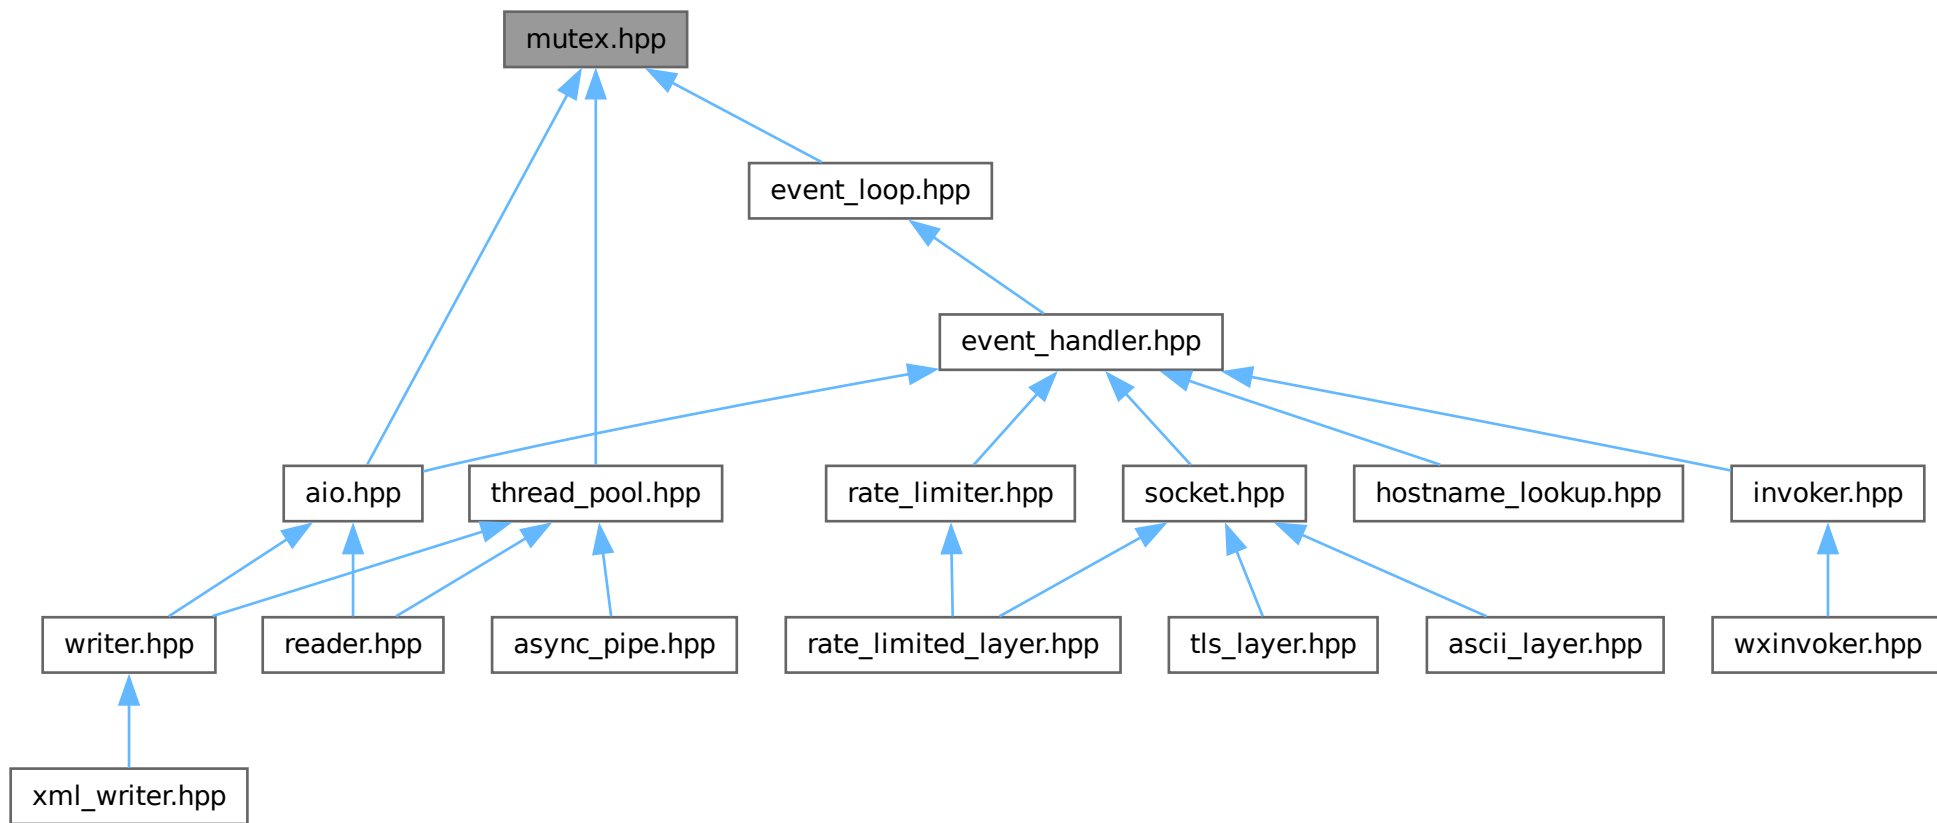 mutex.hpp
event_loop.hpp
event_handler.hpp
aio.hpp
thread_pool.hpp
rate_limiter.hpp
socket.hpp
hostname_lookup.hpp
invoker.hpp
writer.hpp
reader.hpp
async_pipe.hpp
rate_limited_layer.hpp
tls_layer.hpp
ascii_layer.hpp
wxinvoker.hpp
xml_writer.hpp